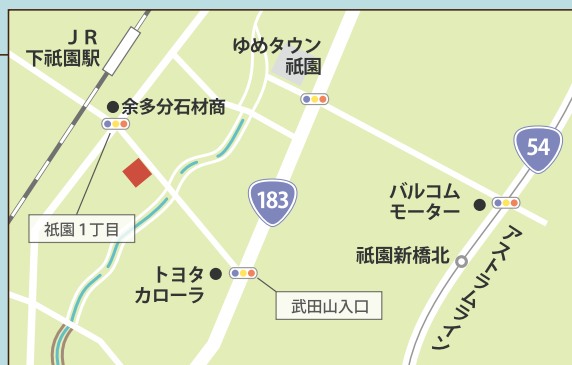 JR
下祇園駅
ゆめタウン
祇園
余多分石材商
54
183
バルコム
モーター
祇園1丁目
祇園新橋北
トヨタ
カローラ
武田山入口
アストラムライン